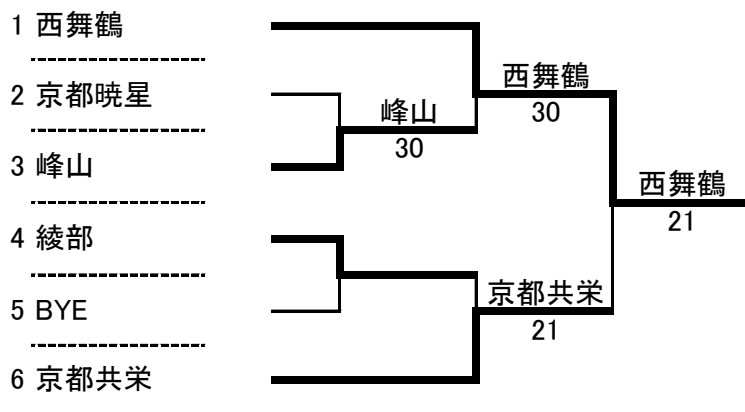 1 西舞鶴
2 京都暁星
3 峰山
4 綾部
5 BYE
6 京都共栄
峰山
30
西舞鶴
30
京都共栄
21
西舞鶴
21